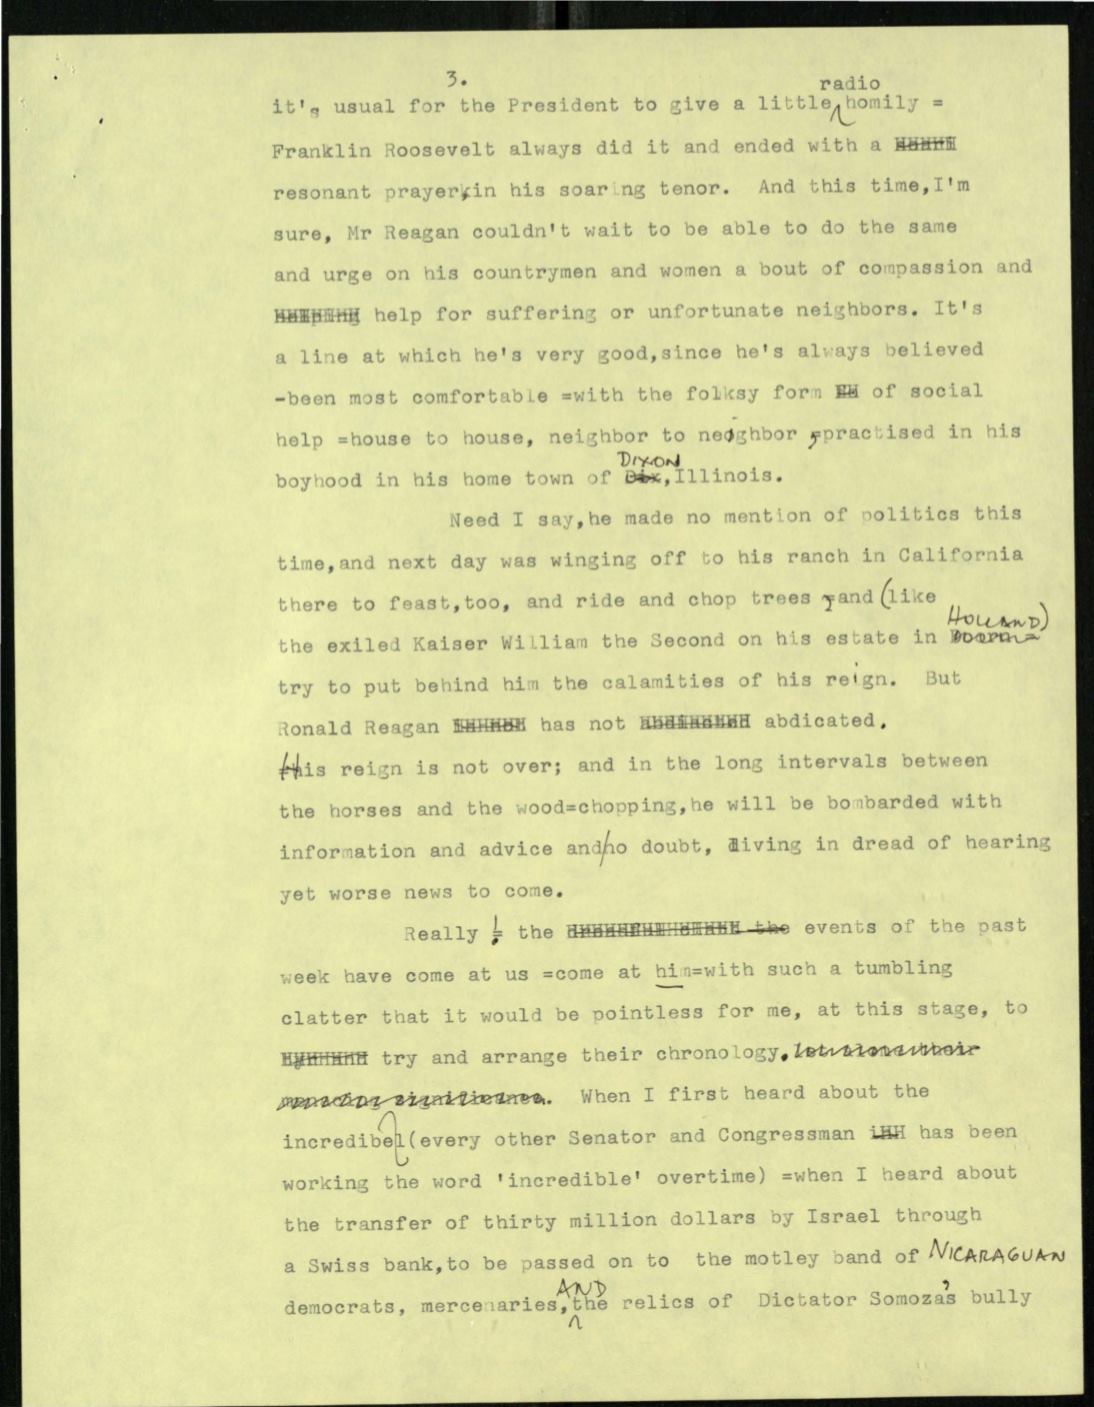 3.
radio
it's usual for the President to give a little homily =
Franklin Roosevelt always did it and ended with a
resonant prayer, in his soaring tenor. And this time,I'm
sure, Mr Reagan couldn't wait to be able to do the same
and urge on his countrymen and women a bout of compassion and
helping help for suffering or unfortunate neighbors. It's
a line at which he's very good,since he's always believed
-been most comfortable =with the folksy form of social
help =house to house, neighbor to neighbor -practised in his
DIXON
boyhood in his home town of Dix,Illinois.
Need I say,he made no mention of politics this
time,and next day was winging off to his ranch in California
there to feast,too, and ride and chop trees -and (like
HOLLAND)
the exiled Kaiser William the Second on his estate in Doorn=
try to put behind him the calamities of his reign. But
Ronald Reagan has not abdicated.
his reign is not over; and in the long intervals between
the horses and the wood=chopping,he will be bombarded with
information and advice and/no doubt, living in dread of hearing
yet worse news to come.
Really ! the the events of the past
week have come at us =come at him=with such a tumbling
clatter that it would be pointless for me, at this stage, to
try and arrange their chronology. let alone their
meaning significance. When I first heard about the
incredibel(every other Senator and Congressman has been
working the word 'incredible' overtime) =when I heard about
the transfer of thirty million dollars by Israel through
a Swiss bank,to be passed on to the motley band of NICARAGUAN
AND
democrats, mercenaries,the relics of Dictator Somoza's bully